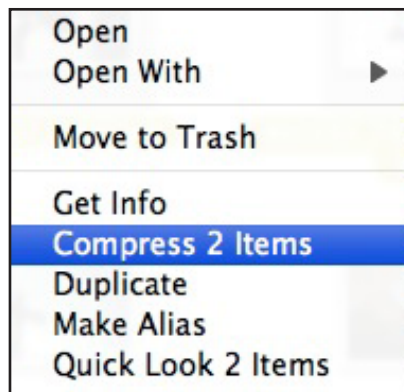 Open
Open With
Move to Trash
Get Info
Compress 2 Items
Duplicate
Make Alias
Quick Look 2 Items